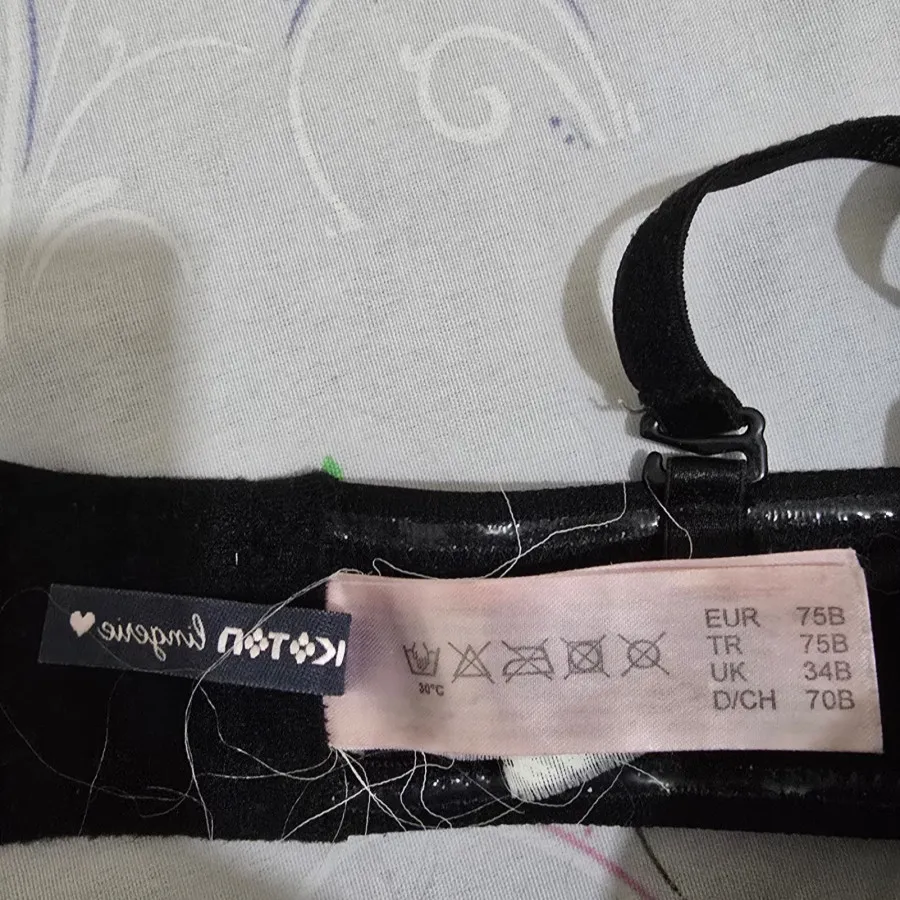 KOTON lingerie
30°C
EUR 75B
TR 75B
UK 34B
D/CH 70B